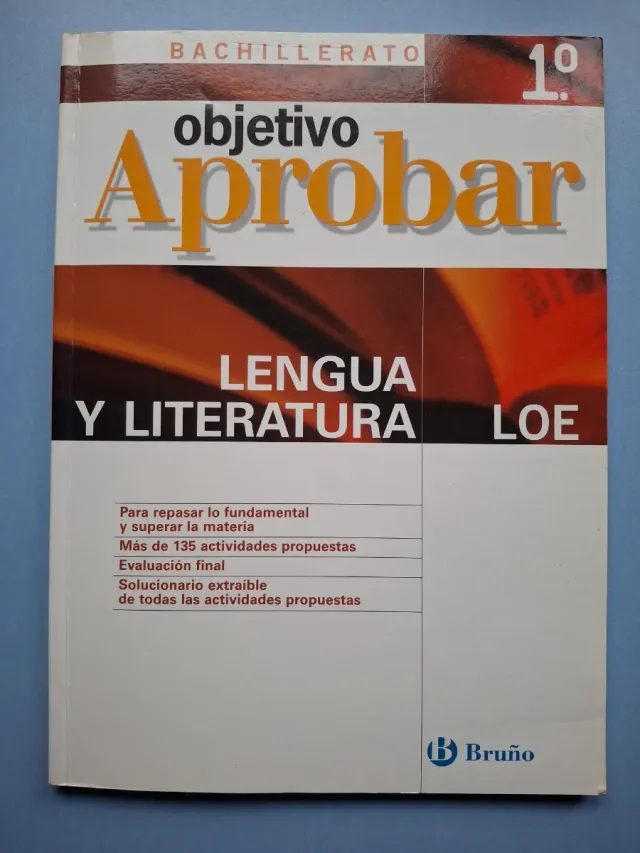 BACHILLERATO
1.º
objetivo
Aprobar
LENGUA
Y LITERATURA
LOE
Para repasar lo fundamental
y superar la materia
Más de 135 actividades propuestas
Evaluación final
Solucionario extraíble
de todas las actividades propuestas
B Bruño